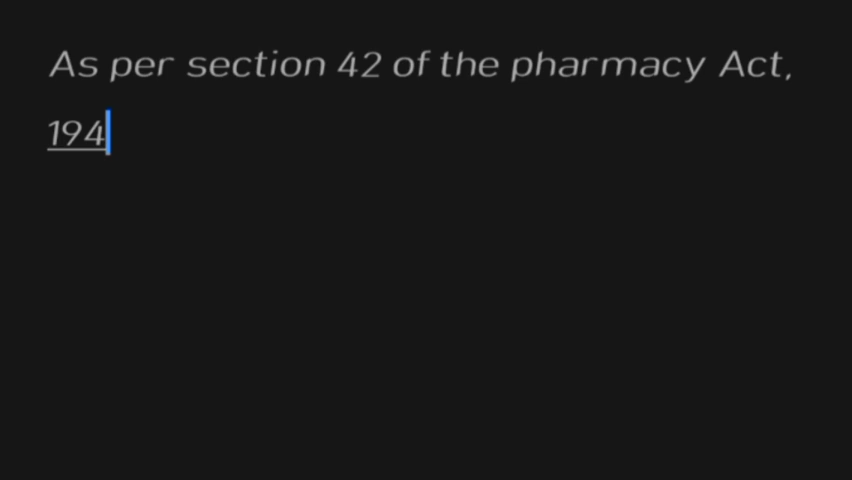 As per section 42 of the pharmacy Act,
194